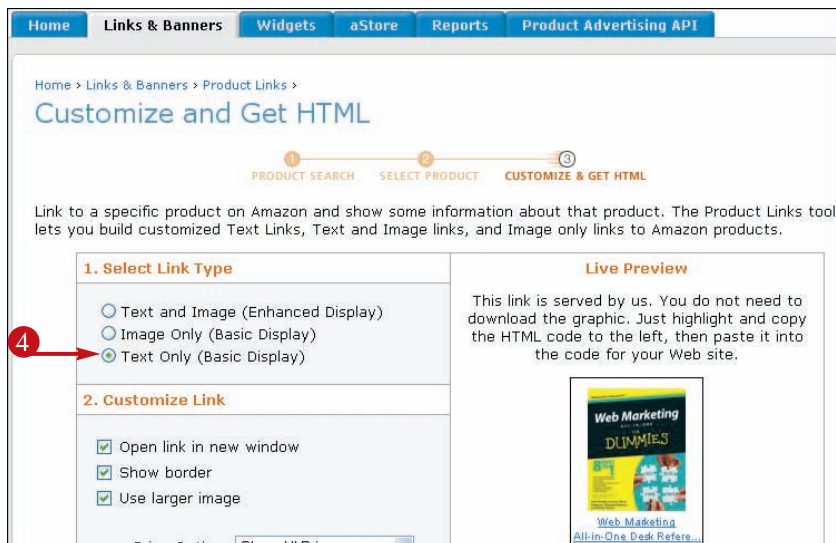 Home Links & Banners Widgets aStore Reports Product Advertising API
Home > Links & Banners > Product Links >
Customize and Get HTML
1 2 3
PRODUCT SEARCH SELECT PRODUCT CUSTOMIZE & GET HTML
Link to a specific product on Amazon and show some information about that product. The Product Links tool
lets you build customized Text Links, Text and Image links, and Image only links to Amazon products.
1. Select Link Type
Text and Image (Enhanced Display)
Image Only (Basic Display)
4
Text Only (Basic Display)
2. Customize Link
Open link in new window
Show border
Use larger image
Live Preview
This link is served by us. You do not need to
download the graphic. Just highlight and copy
the HTML code to the left, then paste it into
the code for your Web site.
Web Marketing
ALL-IN-ONE
FOR
DUMMIES
8 IN 1
Web Marketing
All-in-One Desk Refere...